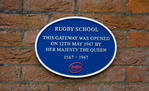 RUGBY SCHOOL
THIS GATEWAY WAS OPENED
ON 12TH MAY 1967 BY
HER MAJESTY THE QUEEN
1567 - 1967